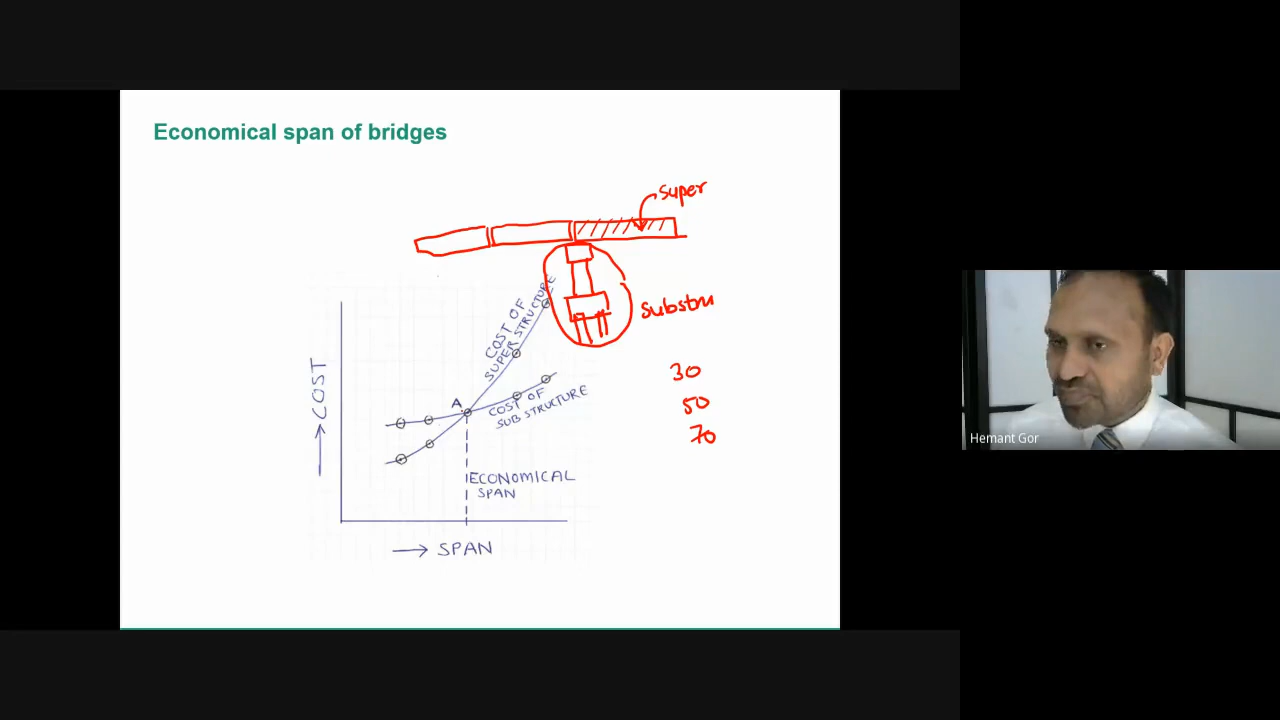 Economical span of bridges
super
substru
30
50
70
COST OF
SUPER STRUCTURE
A
COST OF
SUB STRUCTURE
COST
ECONOMICAL
SPAN
SPAN
Hemant Gor